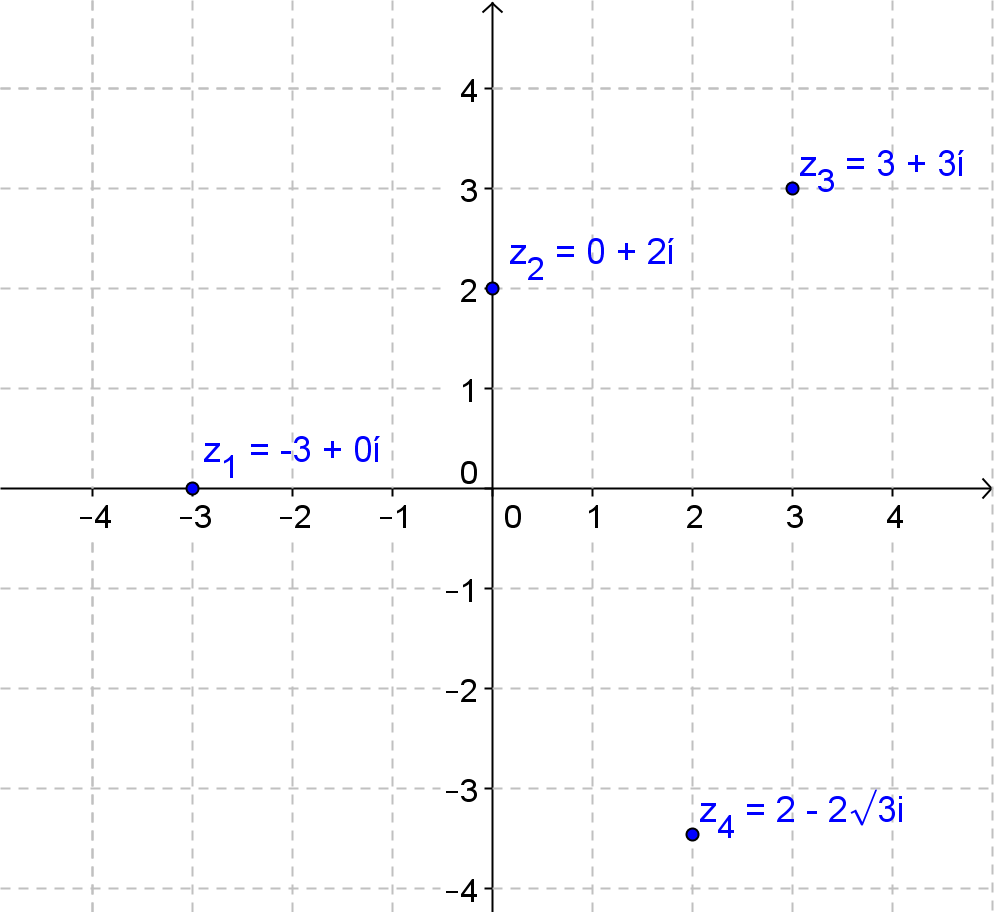 4
z3 = 3 + 3í
3
z2 = 0 + 2í
2
1
z1 = -3 + 0í
0
−4 −3 −2 −1 0 1 2 3 4
−1
−2
−3
z4 = 2 - 2√3i
−4